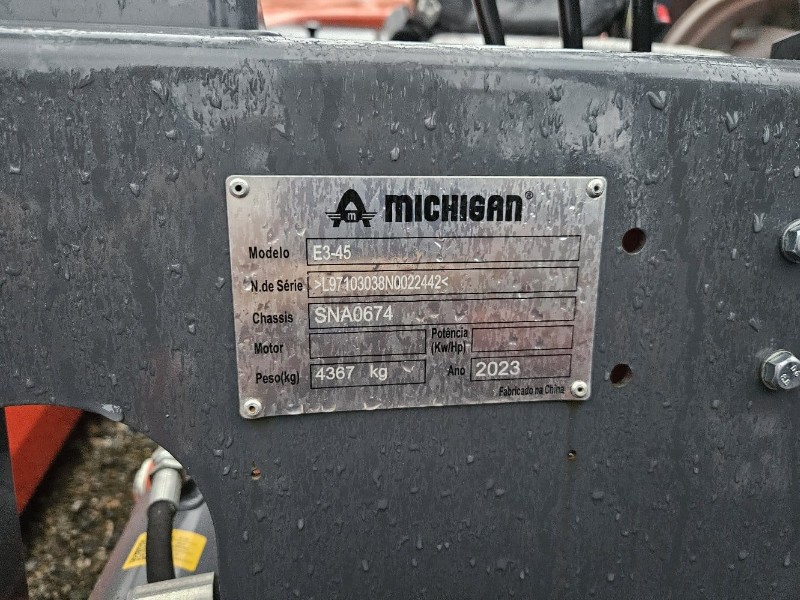 m MICHIGAN®
Modelo E3-45
N.de Série >L97103038N0022442<
Chassis SNA0674
Motor Potência (Kw/Hp)
Peso(kg) 4367 kg Ano 2023
Fabricado na China